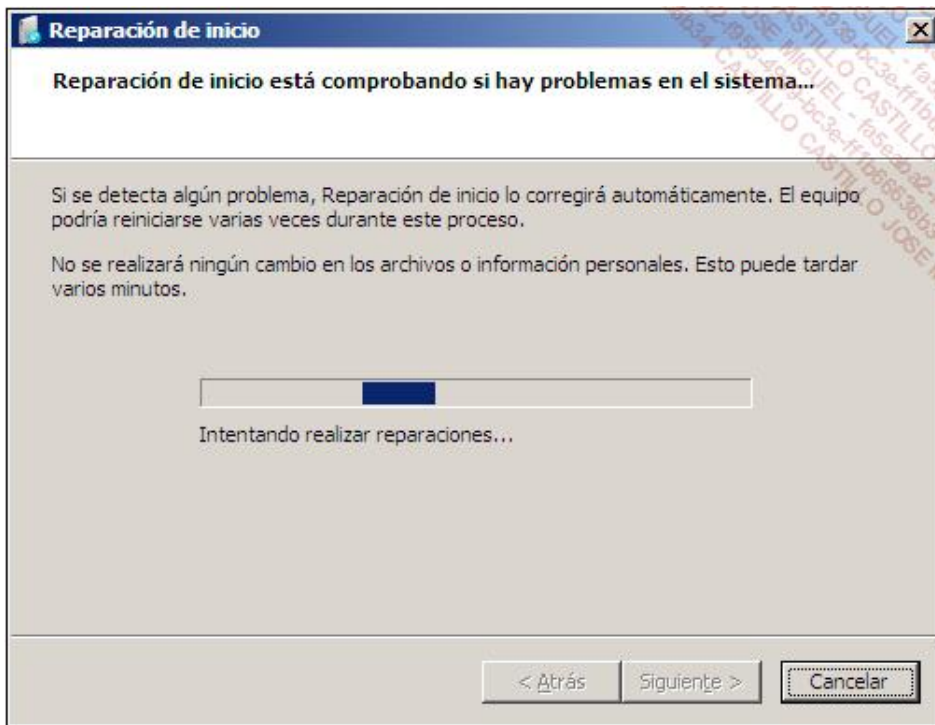 Reparación de inicio
Reparación de inicio está comprobando si hay problemas en el sistema...
Si se detecta algún problema, Reparación de inicio lo corregirá automáticamente. El equipo
podría reiniciarse varias veces durante este proceso.
No se realizará ningún cambio en los archivos o información personales. Esto puede tardar
varios minutos.
Intentando realizar reparaciones...
< Atrás
Siguiente >
Cancelar